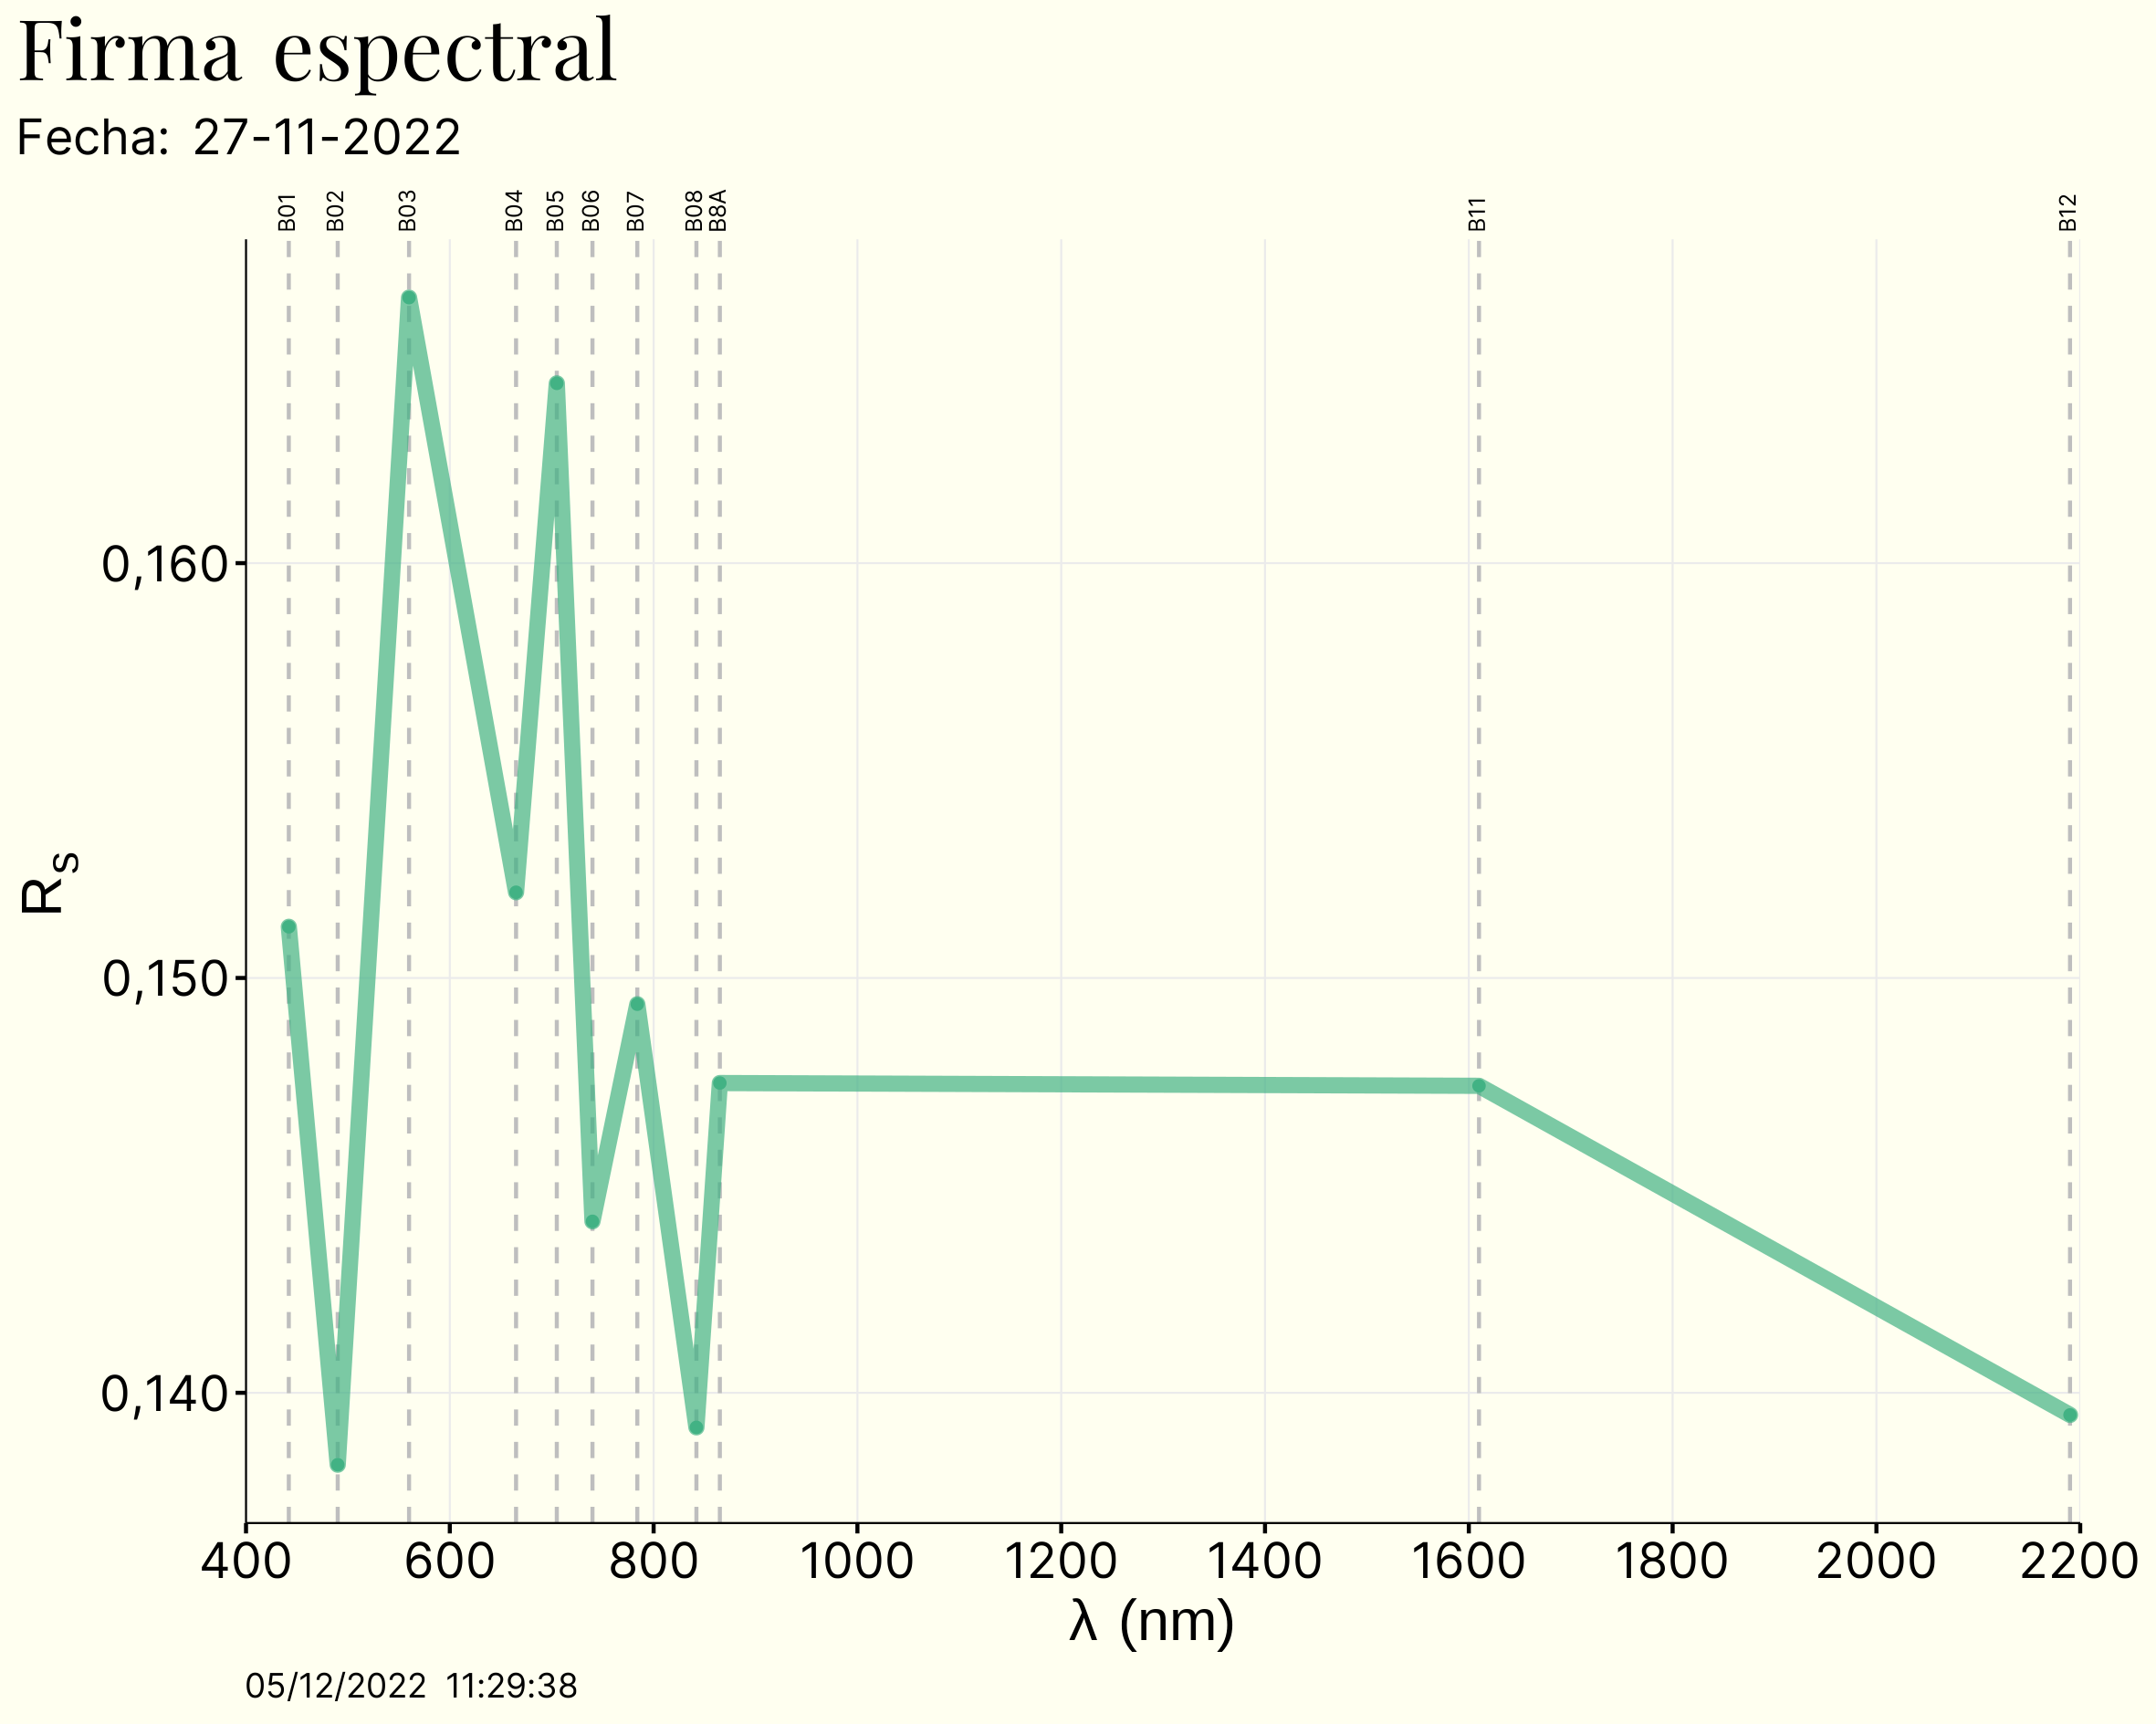 Firma espectral
Fecha: 27-11-2022
B01 B02 B03 B04 B05 B06 B07 B08 B8A B11 B12
0,160
0,150
0,140
Rs
400 600 800 1000 1200 1400 1600 1800 2000 2200
λ (nm)
05/12/2022 11:29:38